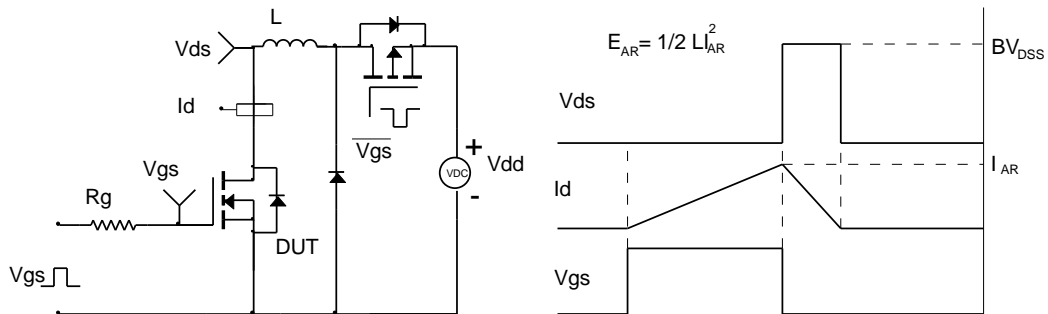 L
Vds
Id
Vgs
Vgs
Rg
DUT
Vgs
+
VDC
Vdd
-
E_AR= 1/2 LI_AR^2
BV_DSS
Vds
I_AR
Id
Vgs